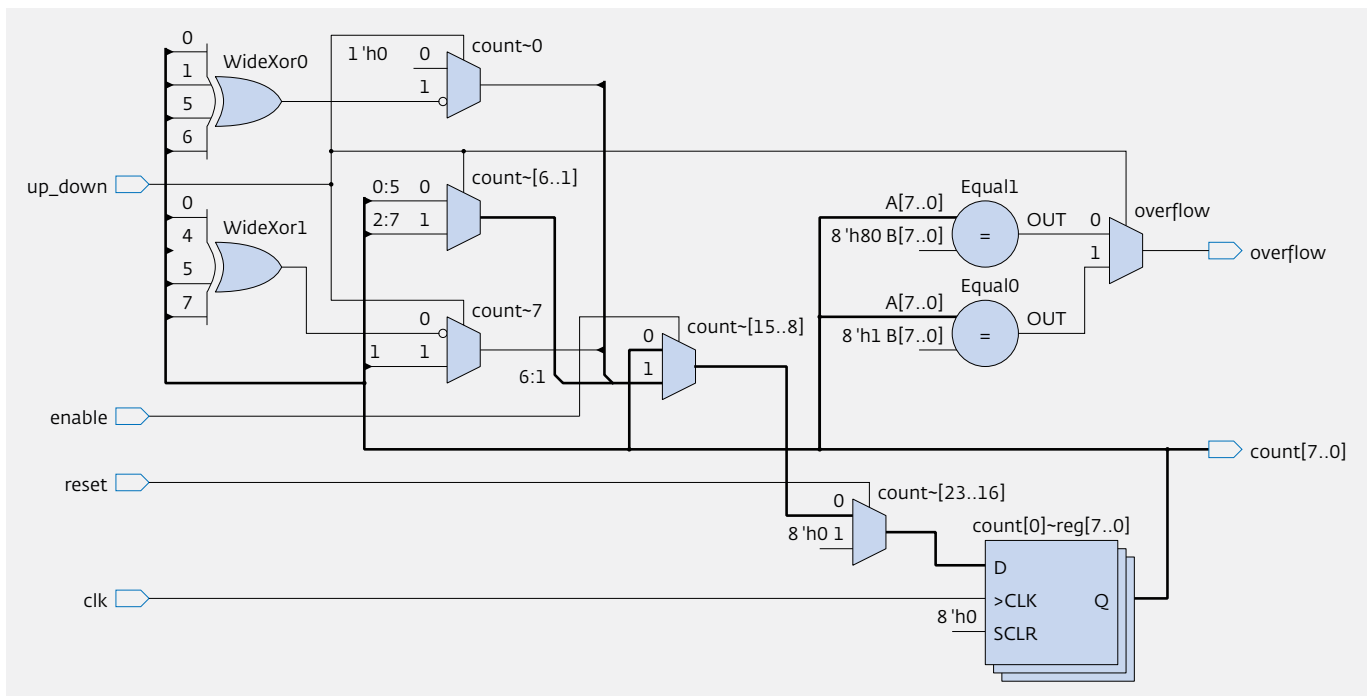 0
1
5
6
WideXor0
1 'h0
0
1
count~0
up_down
0
4
5
7
WideXor1
0:5 0
2:7 1
count~[6..1]
0
1 1
count~7
6:1
0
1
count~[15..8]
A[7..0]
8 'h80 B[7..0]
Equal1
=
OUT
A[7..0]
8 'h1 B[7..0]
Equal0
=
OUT
0
1
overflow
overflow
enable
count[7..0]
reset
0
8 'h0 1
count~[23..16]
count[0]~reg[7..0]
D
>CLK
Q
8 'h0
SCLR
clk